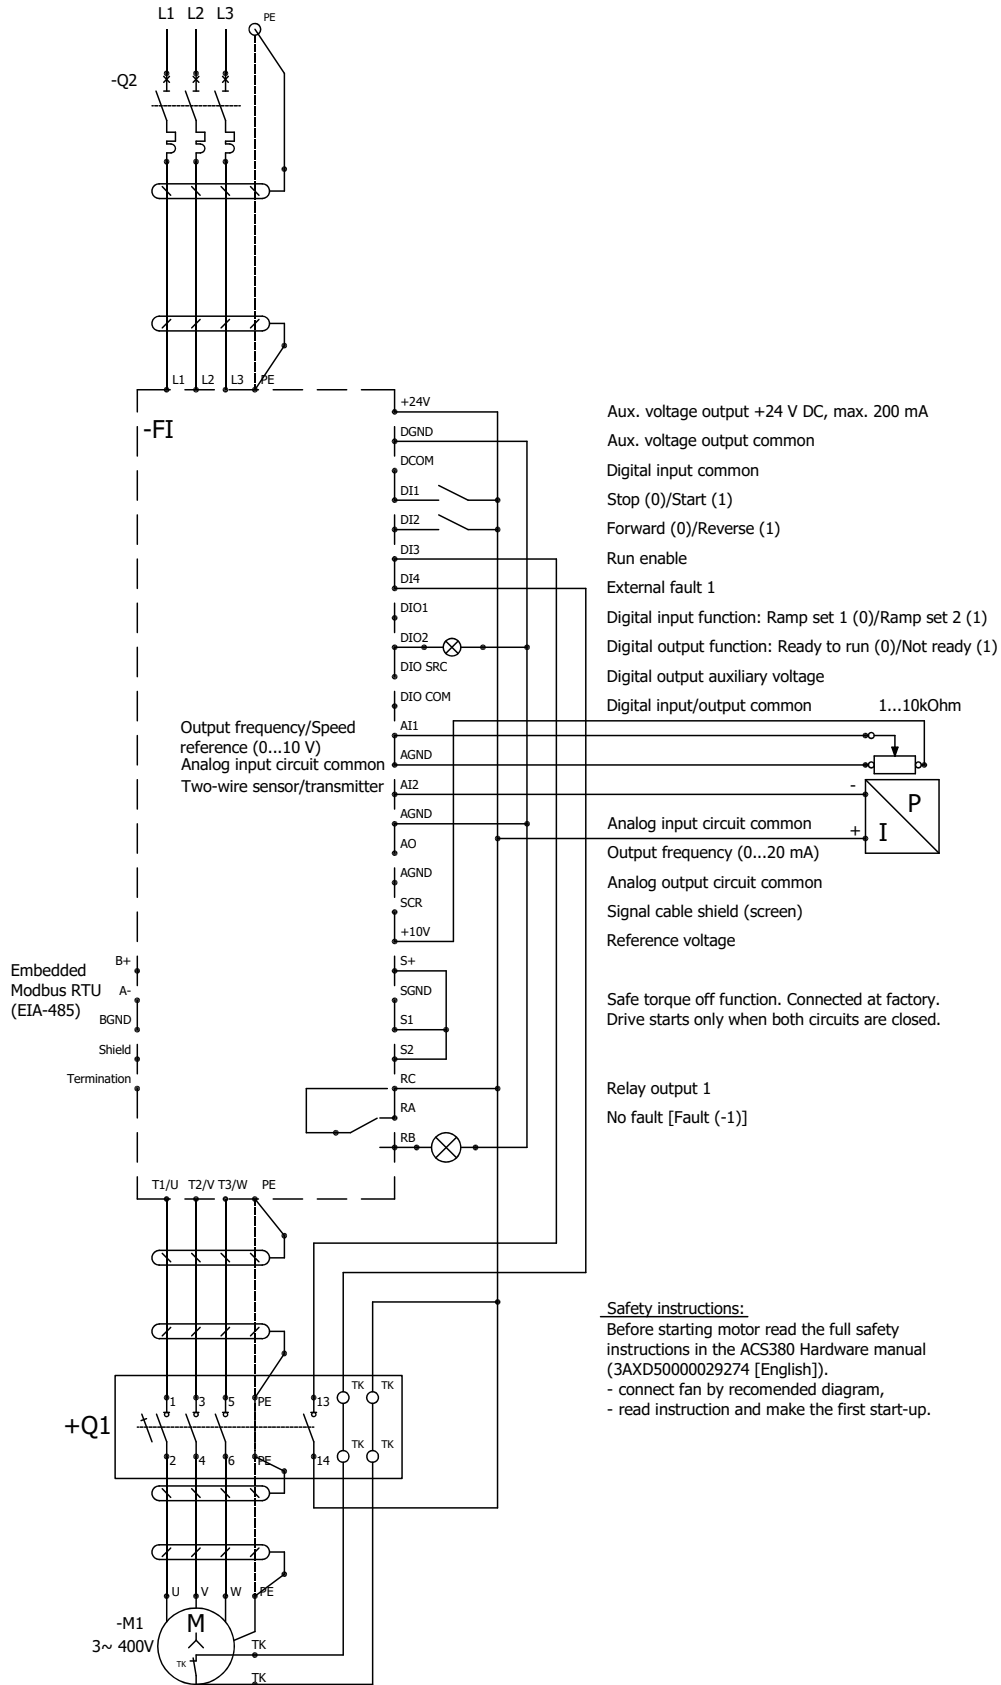 L1 L2 L3 PE
-Q2
L1 L2 L3 PE
-FI
+24V Aux. voltage output +24 V DC, max. 200 mA
DGND Aux. voltage output common
DCOM Digital input common
DI1 Stop (0)/Start (1)
DI2 Forward (0)/Reverse (1)
DI3 Run enable
DI4 External fault 1
DIO1 Digital input function: Ramp set 1 (0)/Ramp set 2 (1)
DIO2 Digital output function: Ready to run (0)/Not ready (1)
DIO SRC Digital output auxiliary voltage
DIO COM Digital input/output common 1...10kOhm
Output frequency/Speed
reference (0...10 V)
AI1
Analog input circuit common AGND
Two-wire sensor/transmitter AI2 - P
AGND Analog input circuit common + I
AO Output frequency (0...20 mA)
AGND Analog output circuit common
SCR Signal cable shield (screen)
+10V Reference voltage
Embedded
Modbus RTU
(EIA-485)
B+
A-
BGND
Shield
Termination
S+
SGND Safe torque off function. Connected at factory.
S1 Drive starts only when both circuits are closed.
S2
RC Relay output 1
RA No fault [Fault (-1)]
RB
T1/U T2/V T3/W PE
Safety instructions:
Before starting motor read the full safety
instructions in the ACS380 Hardware manual
(3AXD50000029274 [English]).
- connect fan by recomended diagram,
- read instruction and make the first start-up.
+Q1
1 3 5 PE 13 TK TK
2 4 6 PE 14 TK TK
U V W PE
-M1
3~ 400V
M
TK
TK
TK